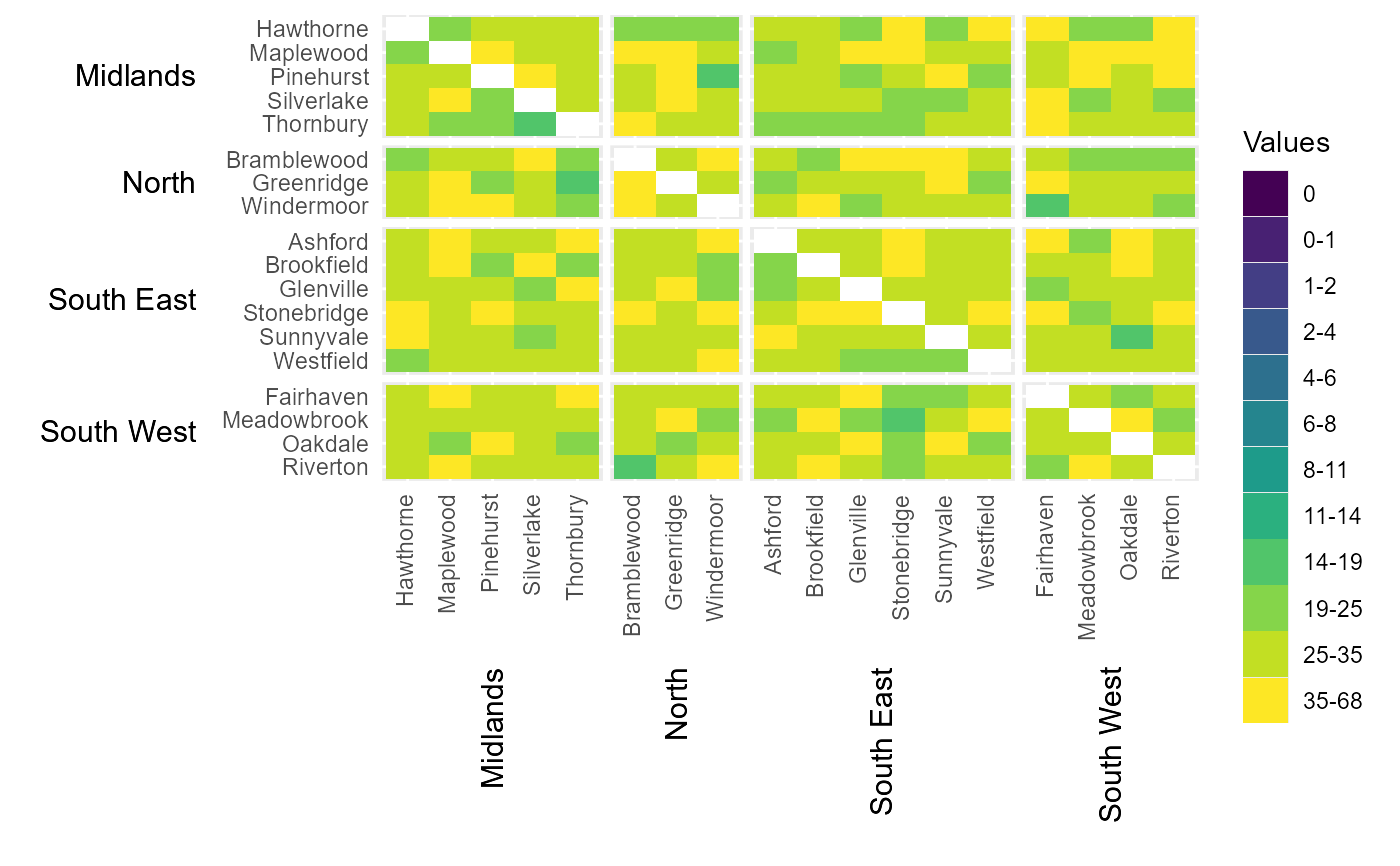 Midlands
Hawthorne
Maplewood
Pinehurst
Silverlake
Thornbury
North
Bramblewood
Greenridge
Windermoor
South East
Ashford
Brookfield
Glenville
Stonebridge
Sunnyvale
Westfield
South West
Fairhaven
Meadowbrook
Oakdale
Riverton
Hawthorne
Maplewood
Pinehurst
Silverlake
Thornbury
Bramblewood
Greenridge
Windermoor
Ashford
Brookfield
Glenville
Stonebridge
Sunnyvale
Westfield
Fairhaven
Meadowbrook
Oakdale
Riverton
Midlands
North
South East
South West
Values
0
0-1
1-2
2-4
4-6
6-8
8-11
11-14
14-19
19-25
25-35
35-68